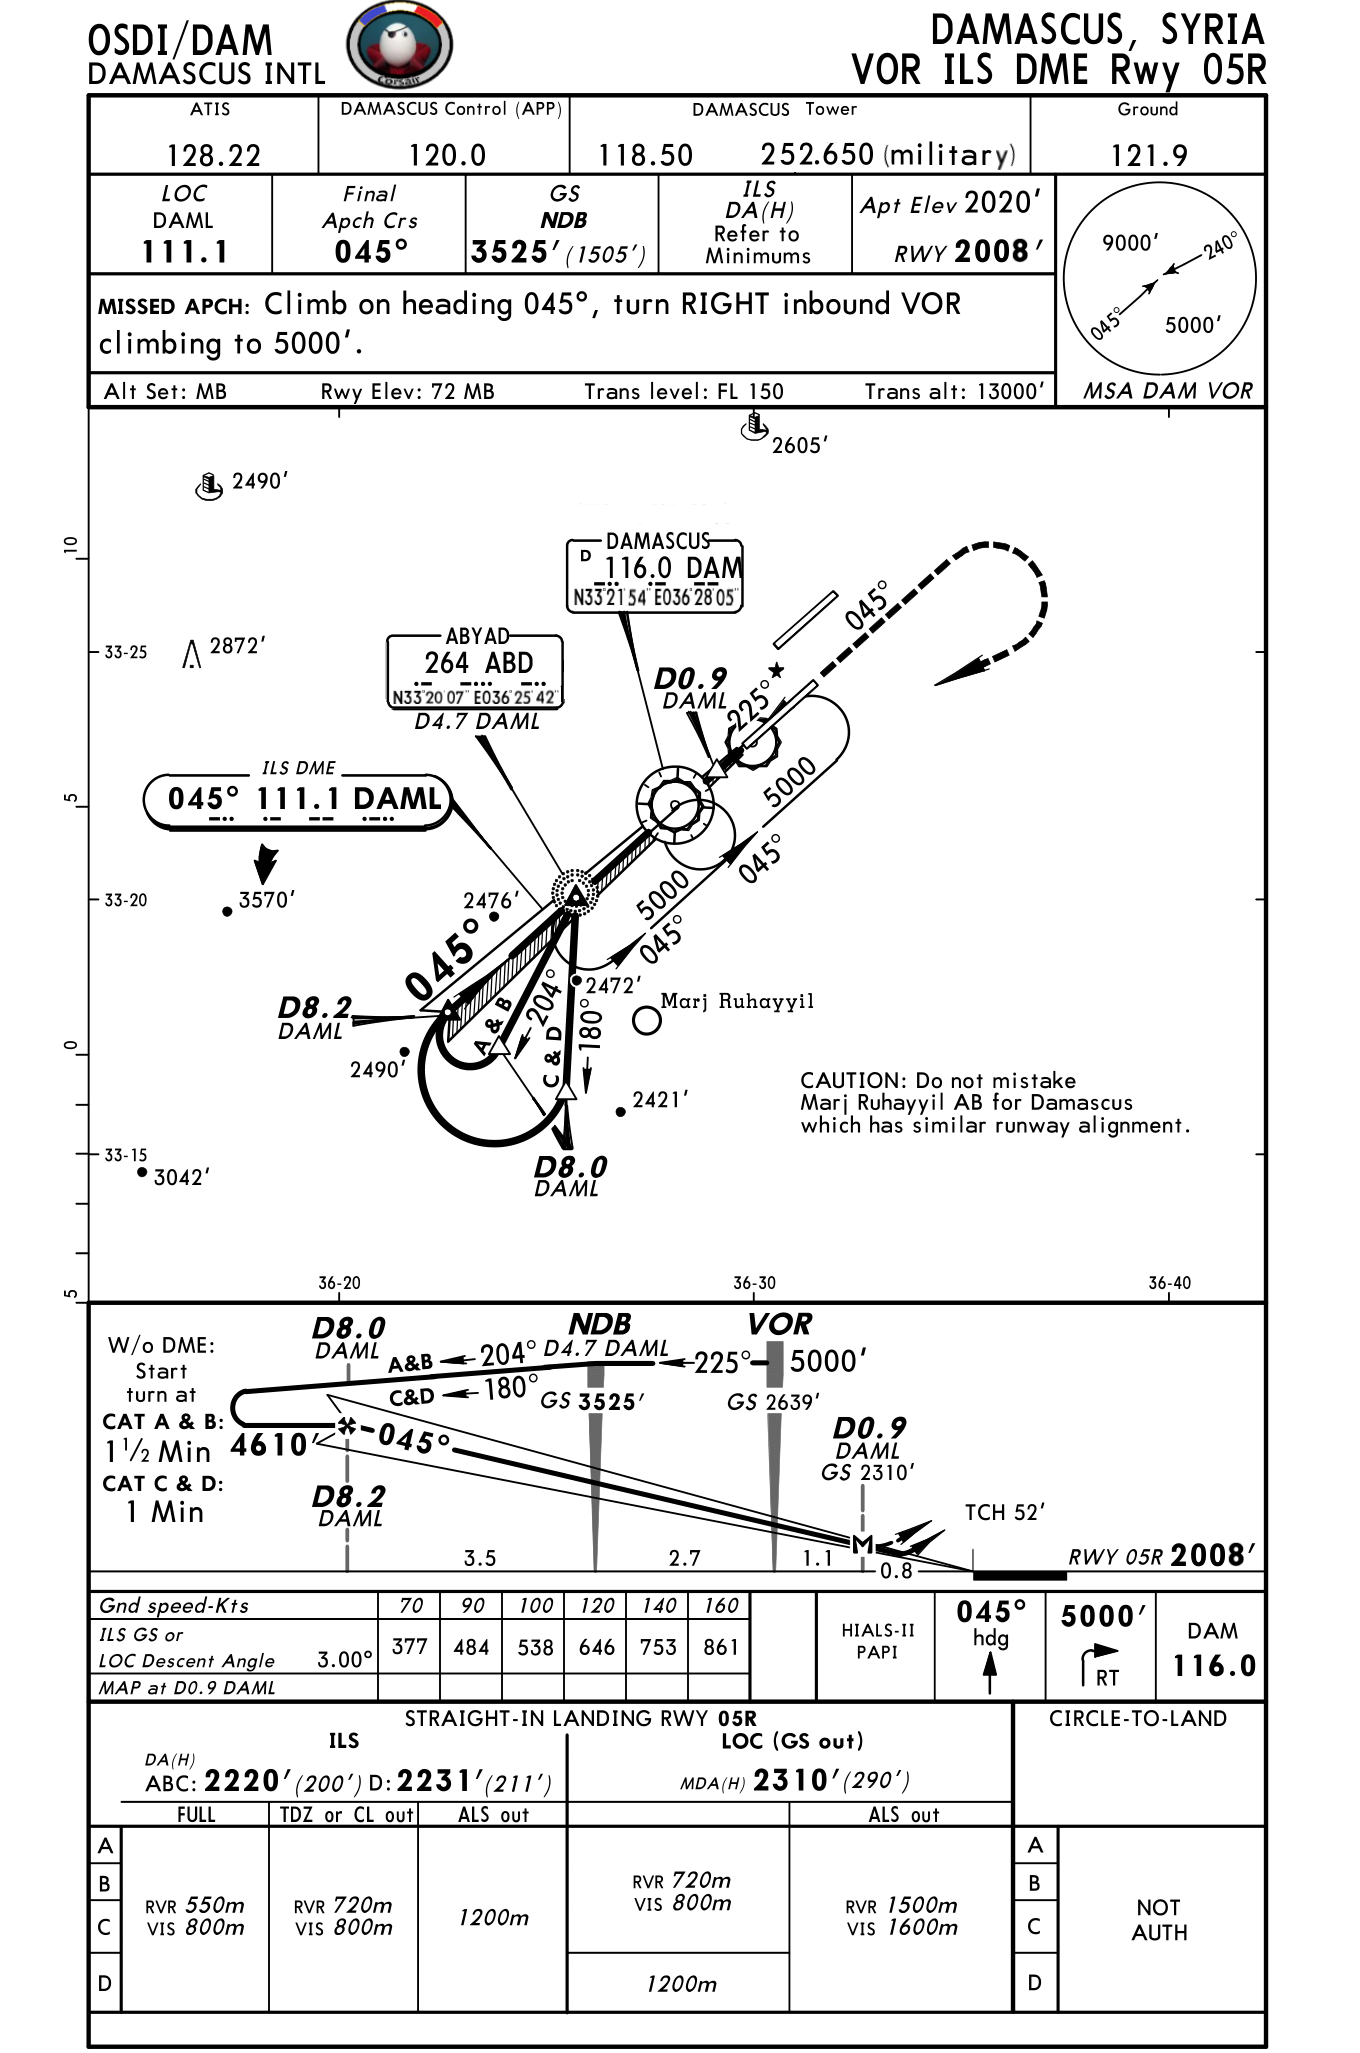 OSDI/DAM
DAMASCUS INTL
Corsair
DAMASCUS, SYRIA
VOR ILS DME Rwy 05R
ATIS
128.22
DAMASCUS Control (APP)
120.0
DAMASCUS Tower
118.50 252.650 (military)
Ground
121.9
LOC
DAML
111.1
Final
Apch Crs
045°
GS
NDB
3525' (1505')
ILS
DA(H)
Refer to
Minimums
Apt Elev 2020'
RWY 2008'
MISSED APCH: Climb on heading 045°, turn RIGHT inbound VOR
climbing to 5000'.
Alt Set: MB Rwy Elev: 72 MB Trans level: FL 150 Trans alt: 13000'
9000'
240°
045°
5000'
MSA DAM VOR
2605'
2490'
10
DAMASCUS
D 116.0 DAM
N33°21'54" E036°28'05"
045°
33-25
2872'
ABYAD
264 ABD
N33°20'07" E036°25'42"
D4.7 DAML
D0.9
DAML
225°
ILS DME
045° 111.1 DAML
5
5000
045°
3570'
33-20
2476'
5000
045°
045°
2472'
D8.2
DAML
A & B
204°
C & D
180°
Marj Ruhayyil
0
2490'
2421'
CAUTION: Do not mistake
Marj Ruhayyil AB for Damascus
which has similar runway alignment.
33-15
3042'
D8.0
DAML
5
36-20
36-30
36-40
W/o DME:
Start
turn at
CAT A & B:
1 1/2 Min
CAT C & D:
1 Min
D8.0
DAML
NDB
D4.7 DAML
VOR
A&B 204°
225°
5000'
C&D 180°
GS 3525'
GS 2639'
4610'
045°
D0.9
DAML
GS 2310'
D8.2
DAML
M
TCH 52'
3.5
2.7
1.1
0.8
RWY 05R 2008'
Gnd speed-Kts 70 90 100 120 140 160
ILS GS or
LOC Descent Angle 3.00° 377 484 538 646 753 861
MAP at D0.9 DAML
HIALS-II
PAPI
045°
hdg
5000'
RT
DAM
116.0
STRAIGHT-IN LANDING RWY 05R
CIRCLE-TO-LAND
ILS
LOC (GS out)
DA(H)
ABC: 2220' (200') D: 2231' (211')
MDA(H) 2310' (290')
FULL TDZ or CL out ALS out ALS out
A
B
C
D
RVR 550m
VIS 800m
RVR 720m
VIS 800m
1200m
RVR 720m
VIS 800m
1200m
RVR 1500m
VIS 1600m
A
B
C
D
NOT
AUTH